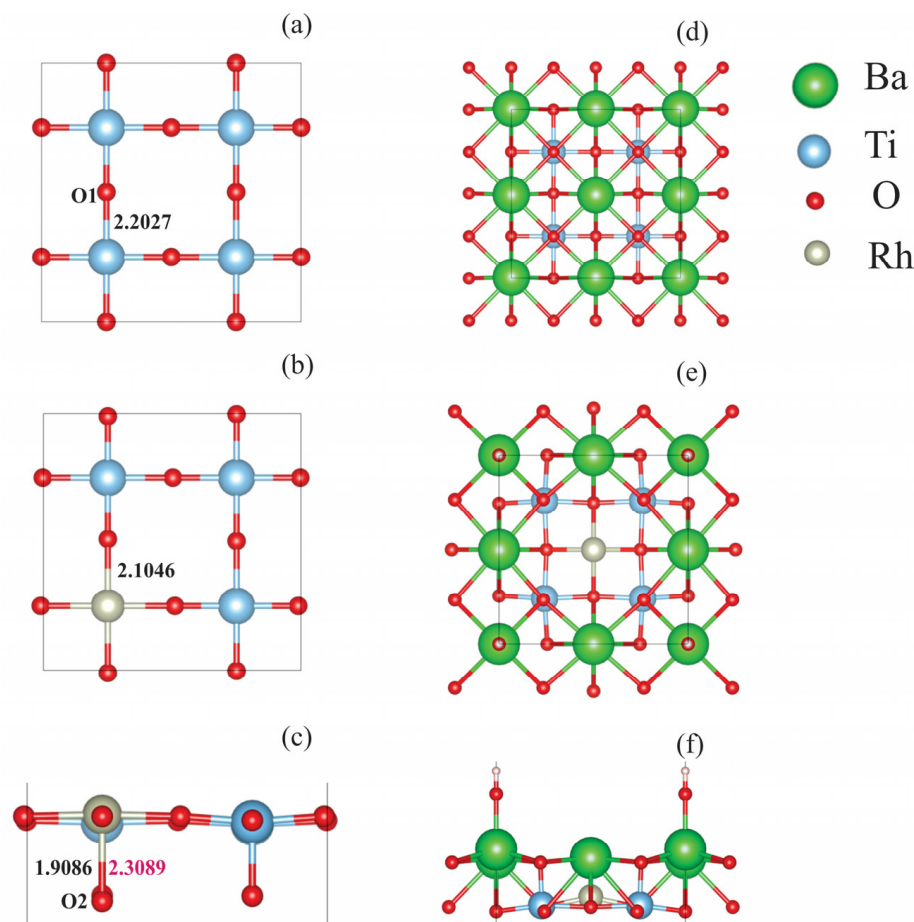 (a)
(d)
Ba
Ti
O
Rh
O1
2.2027
(b)
(e)
2.1046
(c)
(f)
1.9086 2.3089
O2